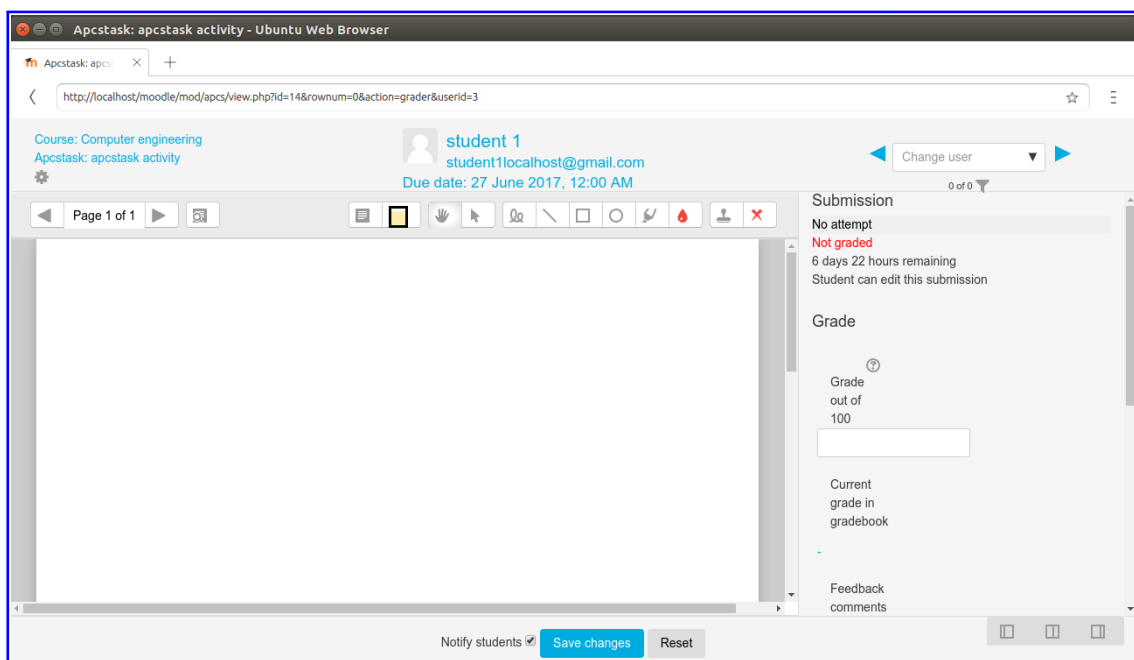 Apcstask: apcstask activity - Ubuntu Web Browser
Apcstask: apcs
http://localhost/moodle/mod/apcs/view.php?id=14&rownum=0&action=grader&userid=3
Course: Computer engineering
Apcstask: apcstask activity
student 1
student1localhost@gmail.com
Due date: 27 June 2017, 12:00 AM
Change user
0 of 0
Page 1 of 1
Submission
No attempt
Not graded
6 days 22 hours remaining
Student can edit this submission
Grade
Grade
out of
100
Current
grade in
gradebook
-
Feedback
comments
Notify students
Save changes
Reset